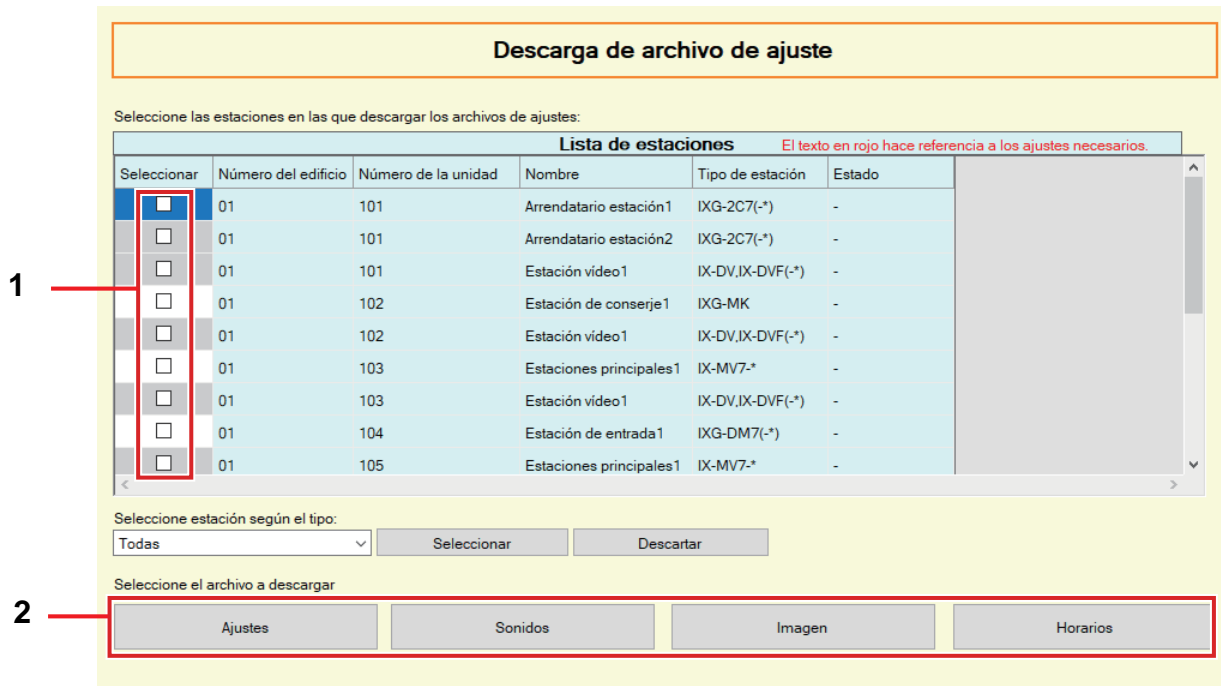 Descarga de archivo de ajuste
Seleccione las estaciones en las que descargar los archivos de ajustes:
Lista de estaciones El texto en rojo hace referencia a los ajustes necesarios.
Seleccionar Número del edificio Número de la unidad Nombre Tipo de estación Estado
01 101 Arrendatario estación1 IXG-2C7(-*) -
01 101 Arrendatario estación2 IXG-2C7(-*) -
1
01 101 Estación vídeo1 IX-DV,IX-DVF(-*) -
01 102 Estación de conserje1 IXG-MK -
01 102 Estación vídeo1 IX-DV,IX-DVF(-*) -
01 103 Estaciones principales1 IX-MV7-* -
01 103 Estación vídeo1 IX-DV,IX-DVF(-*) -
01 104 Estación de entrada1 IXG-DM7(-*) -
01 105 Estaciones principales1 IX-MV7-* -
Seleccione estación según el tipo:
Todas Seleccionar Descartar
Seleccione el archivo a descargar
2
Ajustes Sonidos Imagen Horarios